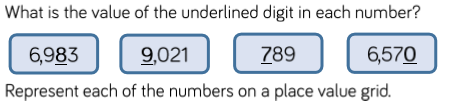 What is the value of the underlined digit in each number?
6,983 9,021 789 6,570
Represent each of the numbers on a place value grid.